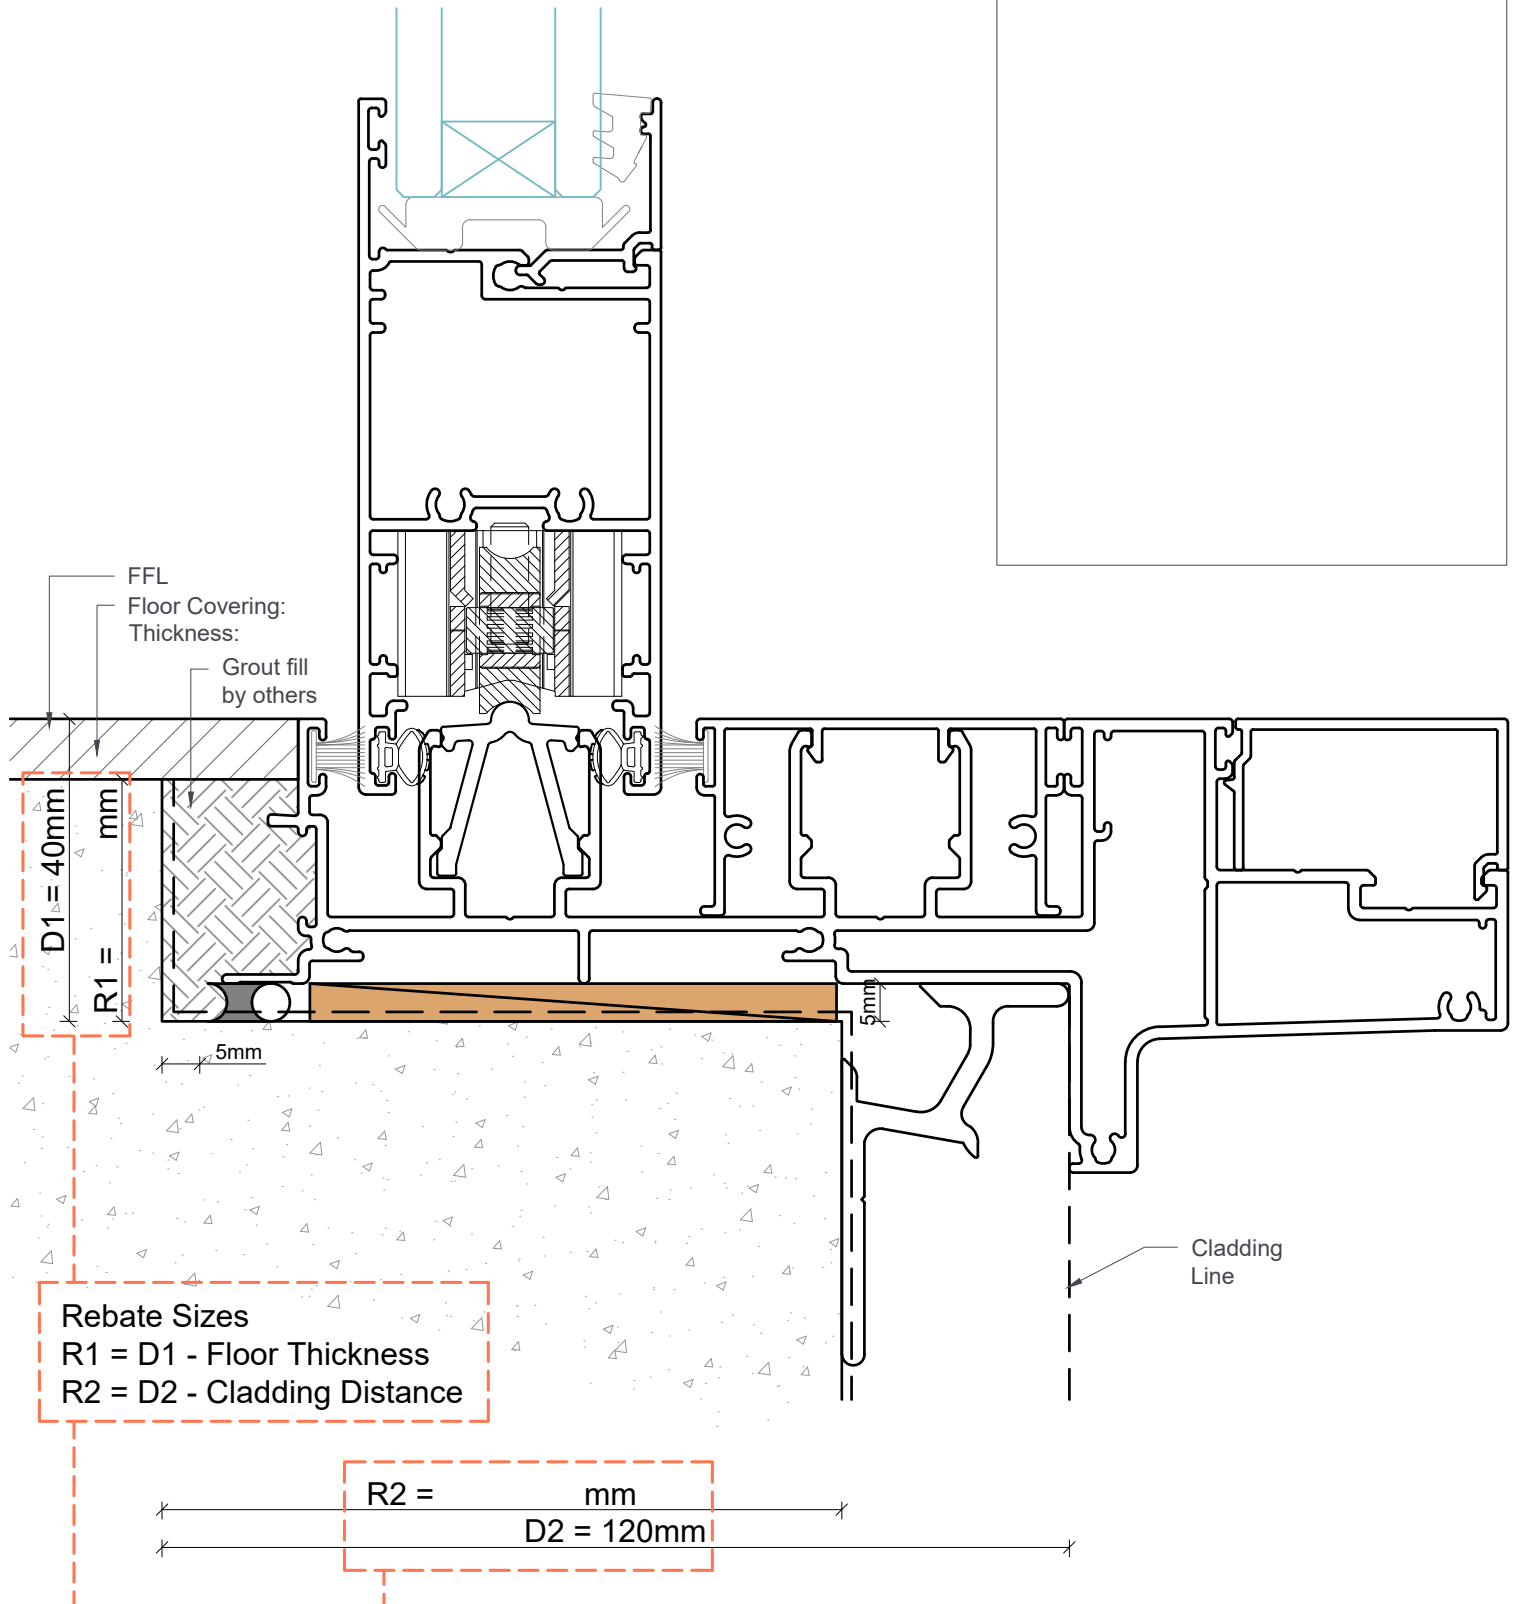 FFL
Floor Covering:
Thickness:
Grout fill
by others
D1 = 40mm
R1 = mm
5mm
5mm
Cladding
Line
Rebate Sizes
R1 = D1 - Floor Thickness
R2 = D2 - Cladding Distance
R2 = mm
D2 = 120mm